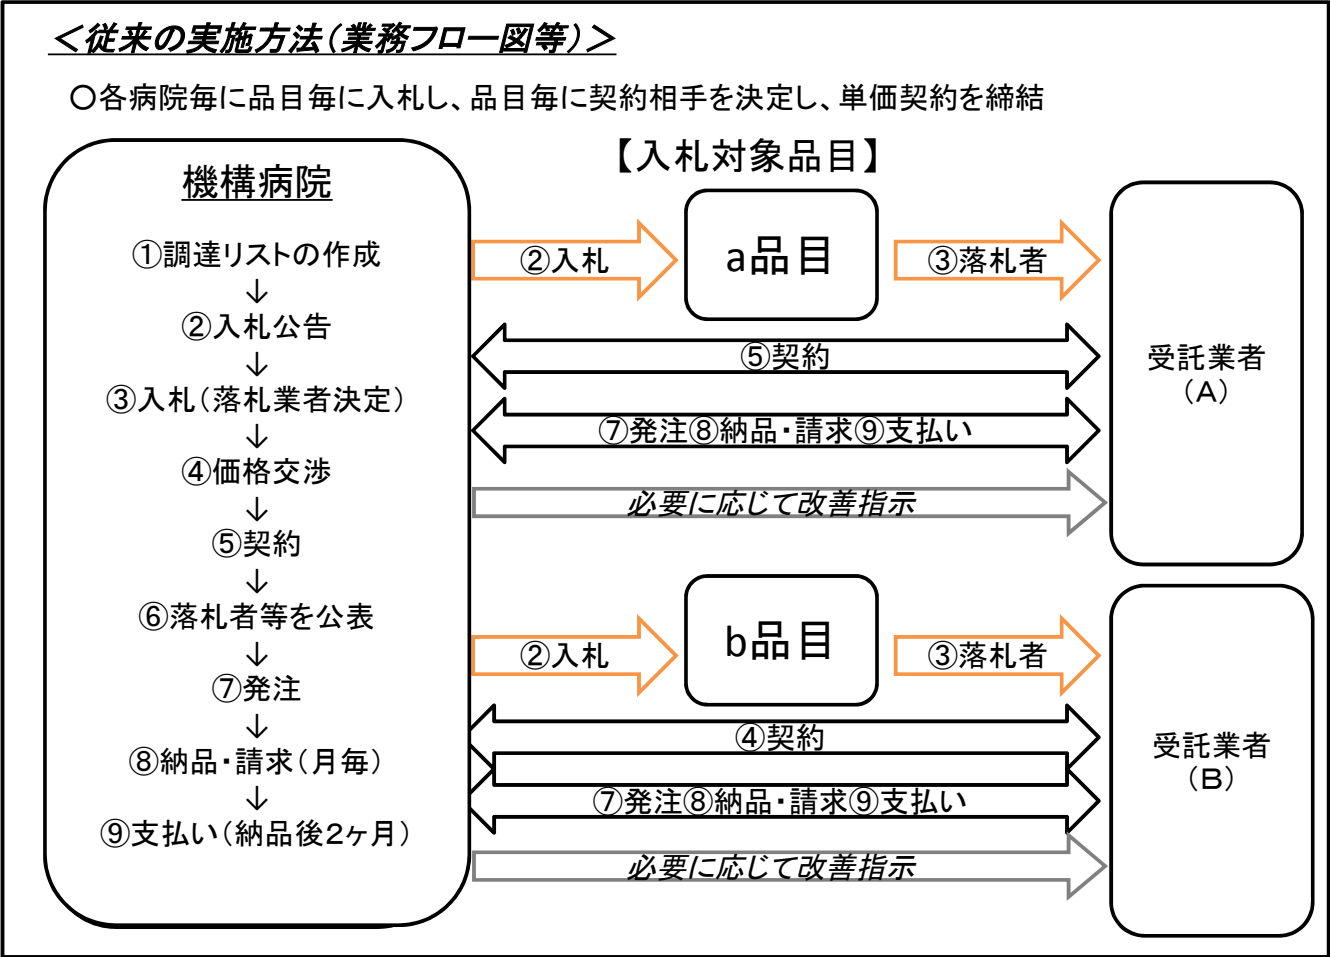 ＜従来の実施方法（業務フロー図等）＞
○各病院毎に品目毎に入札し、品目毎に契約相手を決定し、単価契約を締結
機構病院
①調達リストの作成
↓
②入札公告
↓
③入札（落札業者決定）
↓
④価格交渉
↓
⑤契約
↓
⑥落札者等を公表
↓
⑦発注
↓
⑧納品・請求（月毎）
↓
⑨支払い（納品後２ヶ月）
【入札対象品目】
②入札
a品目
③落札者
⑤契約
⑦発注⑧納品・請求⑨支払い
必要に応じて改善指示
受託業者
（A）
②入札
b品目
③落札者
④契約
⑦発注⑧納品・請求⑨支払い
必要に応じて改善指示
受託業者
（B）